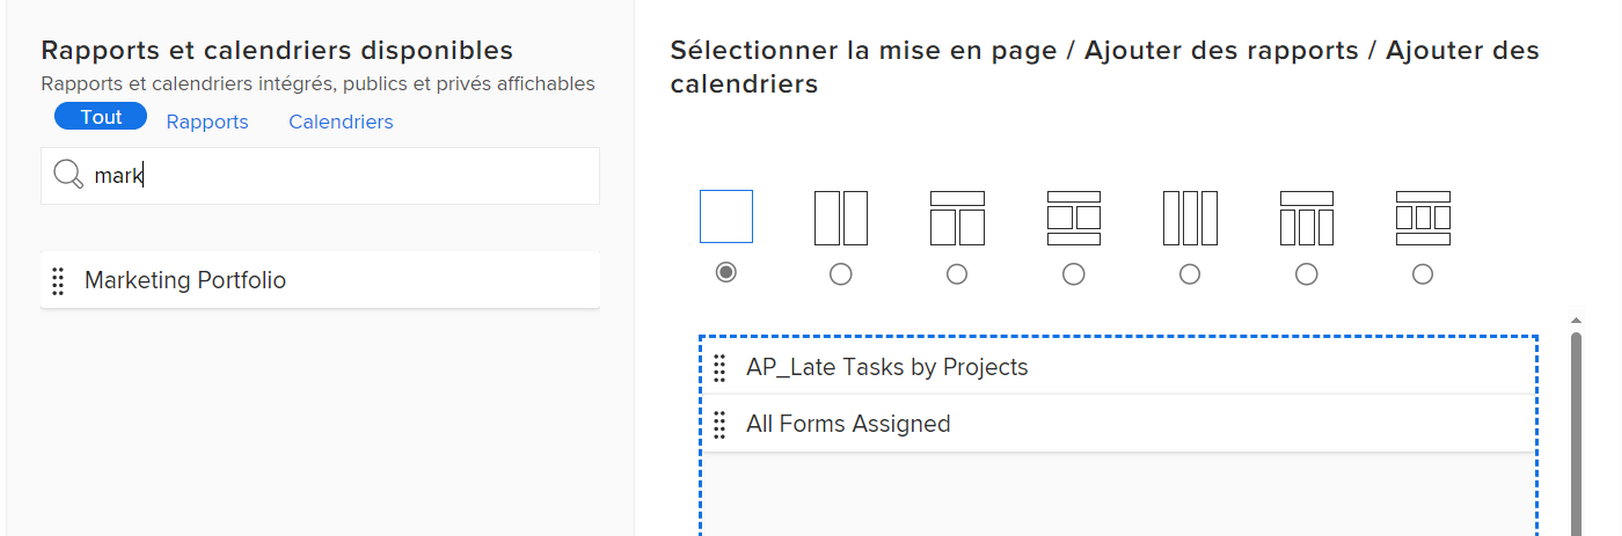 Rapports et calendriers disponibles
Rapports et calendriers intégrés, publics et privés affichables
Tout Rapports Calendriers
mark
Marketing Portfolio
Sélectionner la mise en page / Ajouter des rapports / Ajouter des
calendriers
AP_Late Tasks by Projects
All Forms Assigned